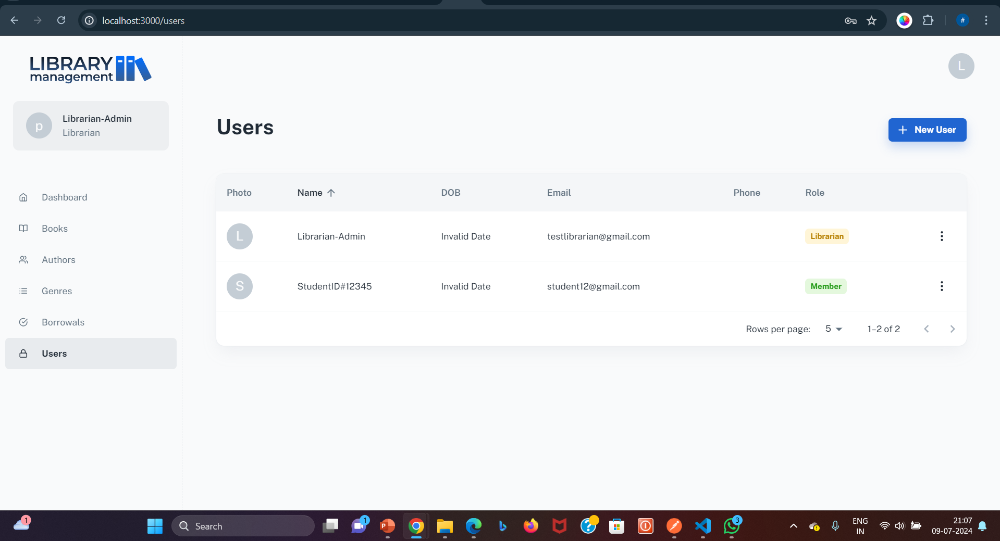 localhost:3000/users
#
LIBRARY
management
L
p
Librarian-Admin
Librarian
Users
New User
Dashboard
Books
Authors
Genres
Borrowals
Users
Photo Name DOB Email Phone Role
L Librarian-Admin Invalid Date testlibrarian@gmail.com Librarian
S StudentID#12345 Invalid Date student12@gmail.com Member
Rows per page: 5 1–2 of 2
1
Search
1
P
b
?
3
ENG
IN
21:07
09-07-2024